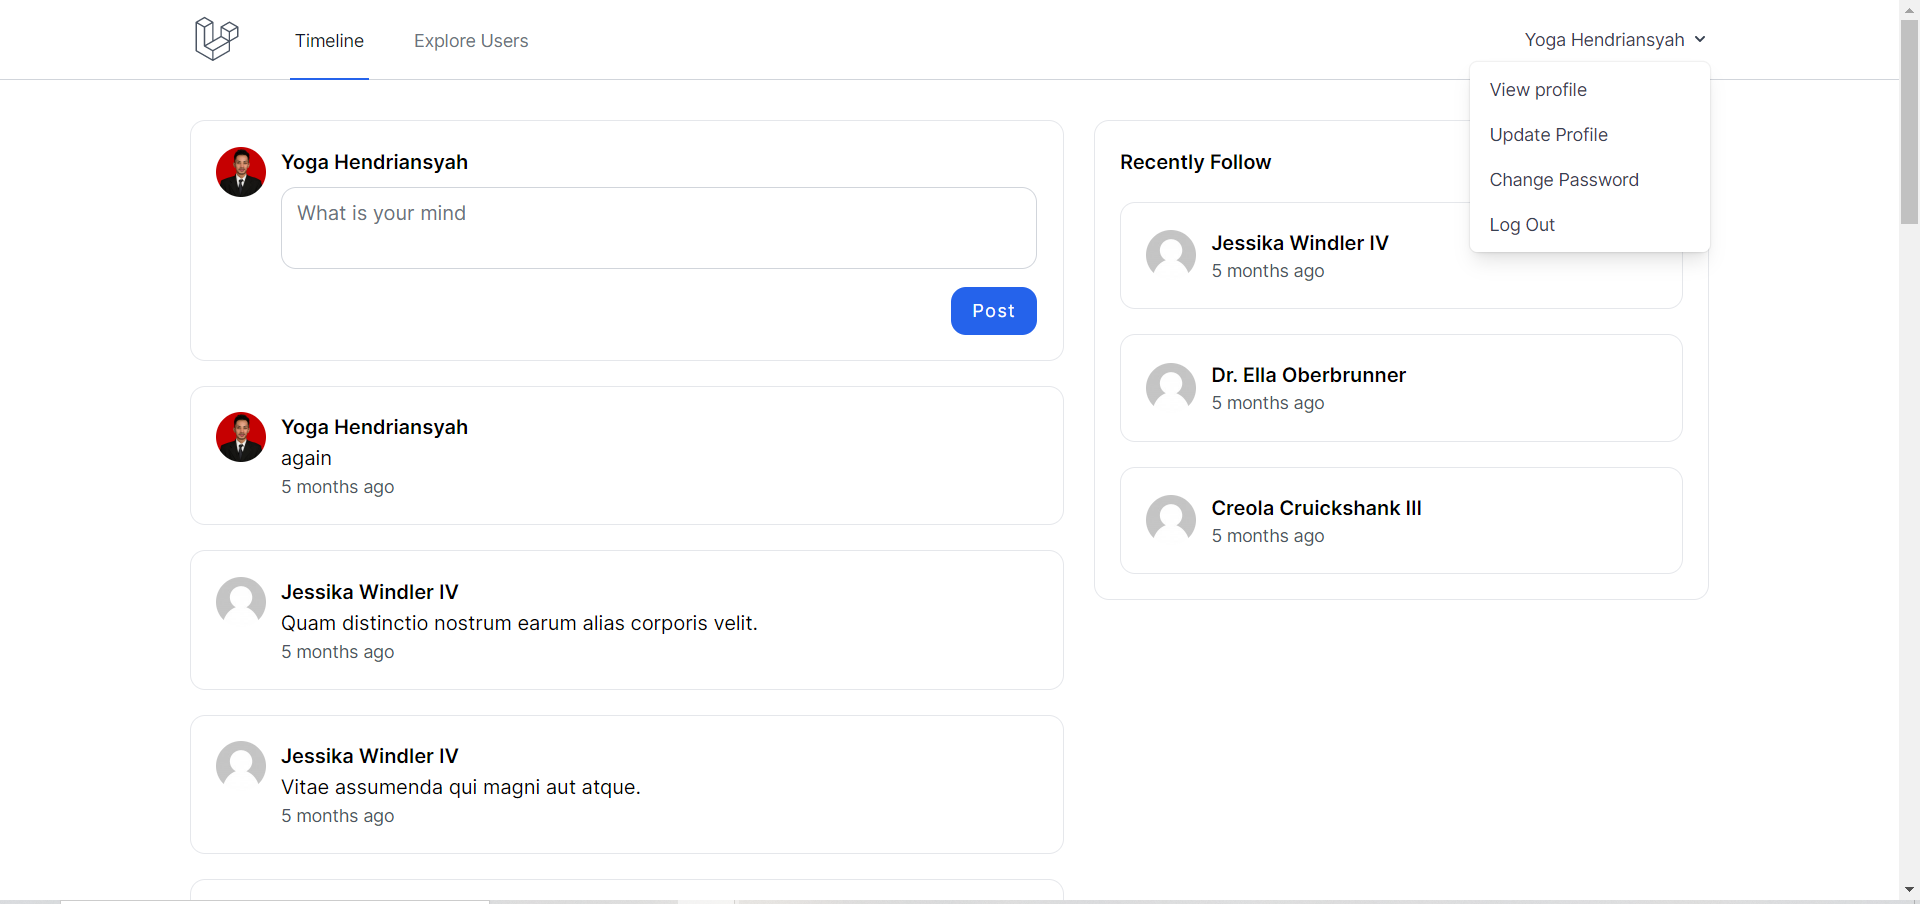 Timeline
Explore Users
Yoga Hendriansyah
View profile
Update Profile
Change Password
Log Out
Yoga Hendriansyah
What is your mind
Post
Yoga Hendriansyah
again
5 months ago
Jessika Windler IV
Quam distinctio nostrum earum alias corporis velit.
5 months ago
Jessika Windler IV
Vitae assumenda qui magni aut atque.
5 months ago
Recently Follow
Jessika Windler IV
5 months ago
Dr. Ella Oberbrunner
5 months ago
Creola Cruickshank III
5 months ago